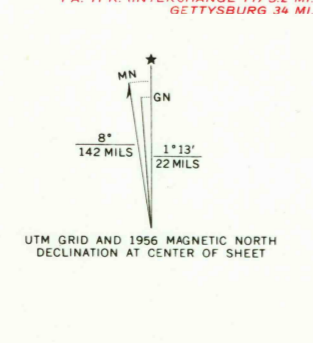 GETTYSBURG 34 MI.
MN
GN
8°
142 MILS
1°13'
22 MILS
UTM GRID AND 1956 MAGNETIC NORTH
DECLINATION AT CENTER OF SHEET